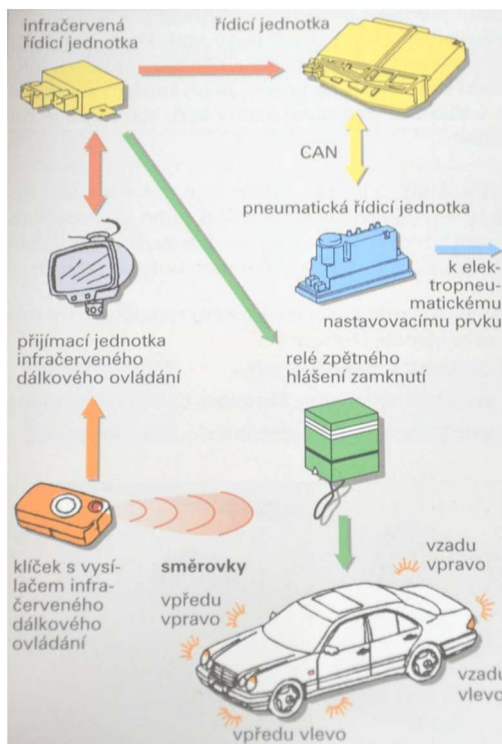 infračervená
řídicí jednotka
řídicí jednotka
CAN
pneumatická řídicí jednotka
k elek-
tropneu-
matickému
nastavovacímu prvku
přijímací jednotka
infračerveného
dálkového ovládání
relé zpětného
hlášení zamknutí
klíček s vysí-
lačem infra-
červeného
dálkového
ovládání
směrovky
vpředu
vpravo
vzadu
vpravo
vzadu
vlevo
vpředu vlevo